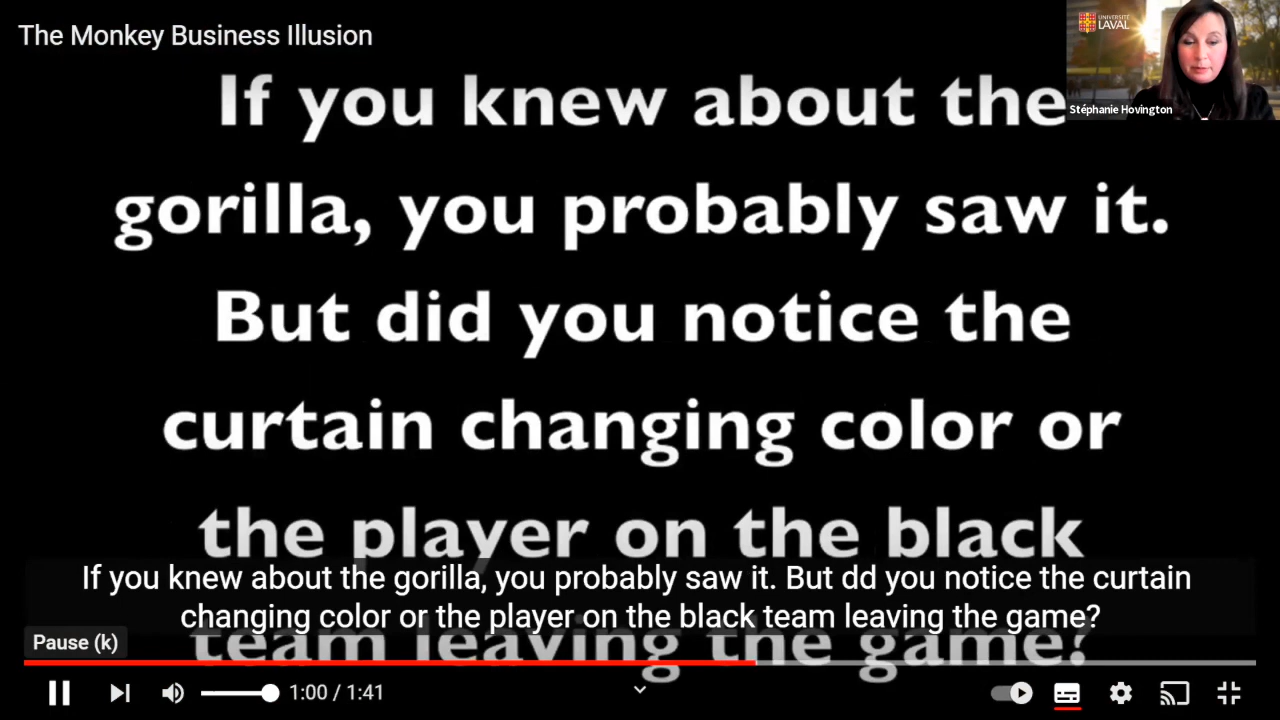 The Monkey Business Illusion
UNIVERSITÉ
LAVAL
Stéphanie Hovington
If you knew about the
gorilla, you probably saw it.
But did you notice the
curtain changing color or
the player on the black
team leaving the game?
If you knew about the gorilla, you probably saw it. But dd you notice the curtain
changing color or the player on the black team leaving the game?
Pause (k)
1:00 / 1:41